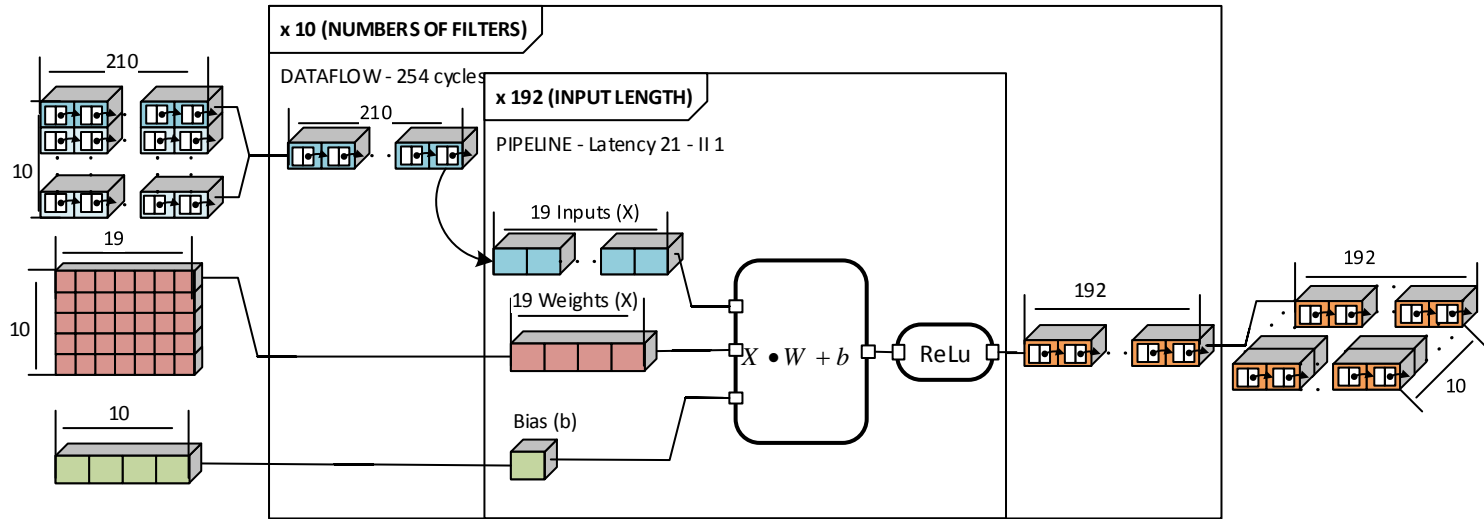 x 10 (NUMBERS OF FILTERS)
DATAFLOW - 254 cycles
x 192 (INPUT LENGTH)
PIPELINE - Latency 21 - II 1
210
10
210
19 Inputs (X)
19
10
19 Weights (X)
X • W + b
ReLu
192
192
10
10
Bias (b)